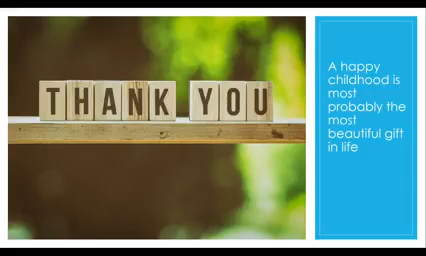 THANK YOU
A happy
childhood is
most
probably the
most
beautiful gift
in life